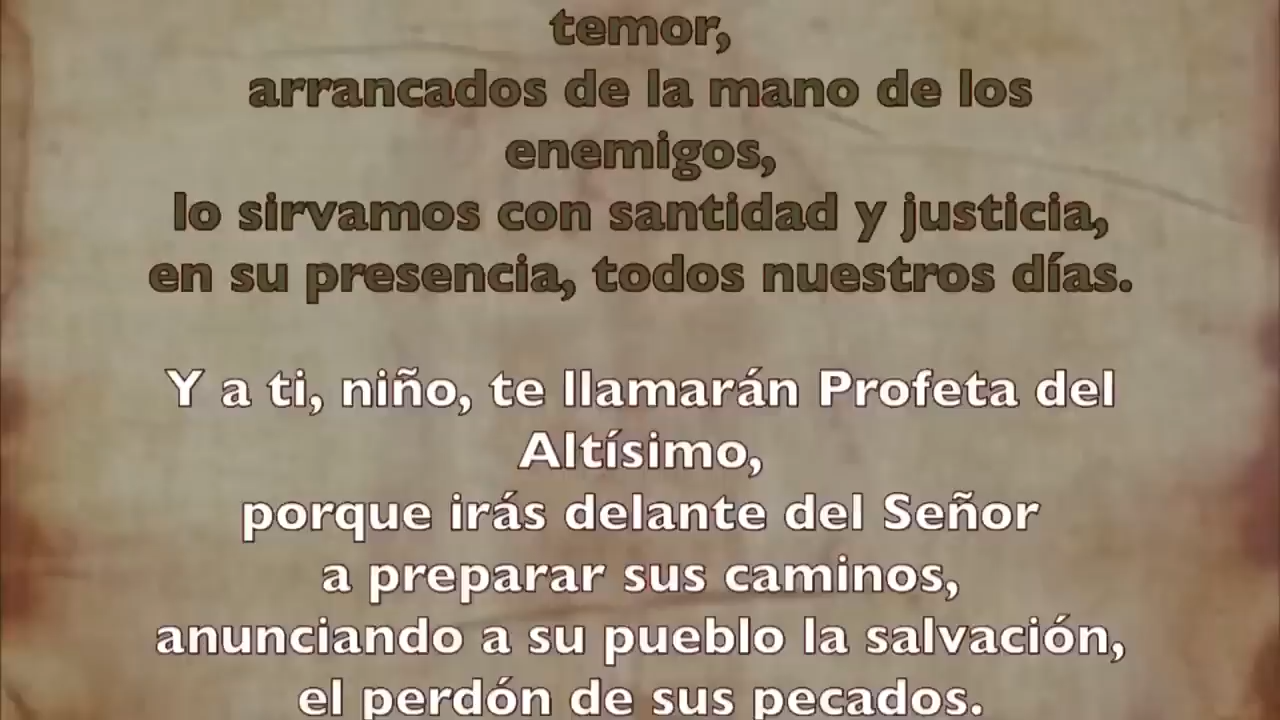 temor,
arrancados de la mano de los
enemigos,
lo sirvamos con santidad y justicia,
en su presencia, todos nuestros días.
Y a ti, niño, te llamarán Profeta del
Altísimo,
porque irás delante del Señor
a preparar sus caminos,
anunciando a su pueblo la salvación,
el perdón de sus pecados.